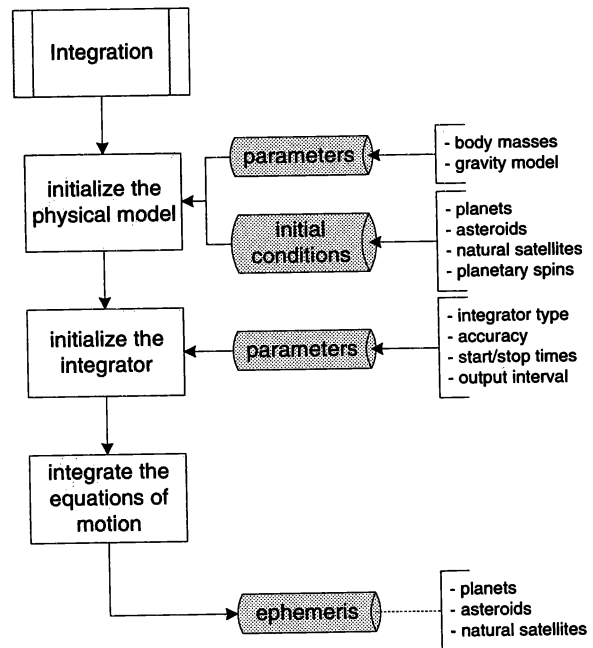 Integration
parameters
- body masses
- gravity model
initialize the
physical model
initial
conditions
- planets
- asteroids
- natural satellites
- planetary spins
initialize the
integrator
parameters
- integrator type
- accuracy
- start/stop times
- output interval
integrate the
equations of
motion
ephemeris
- planets
- asteroids
- natural satellites